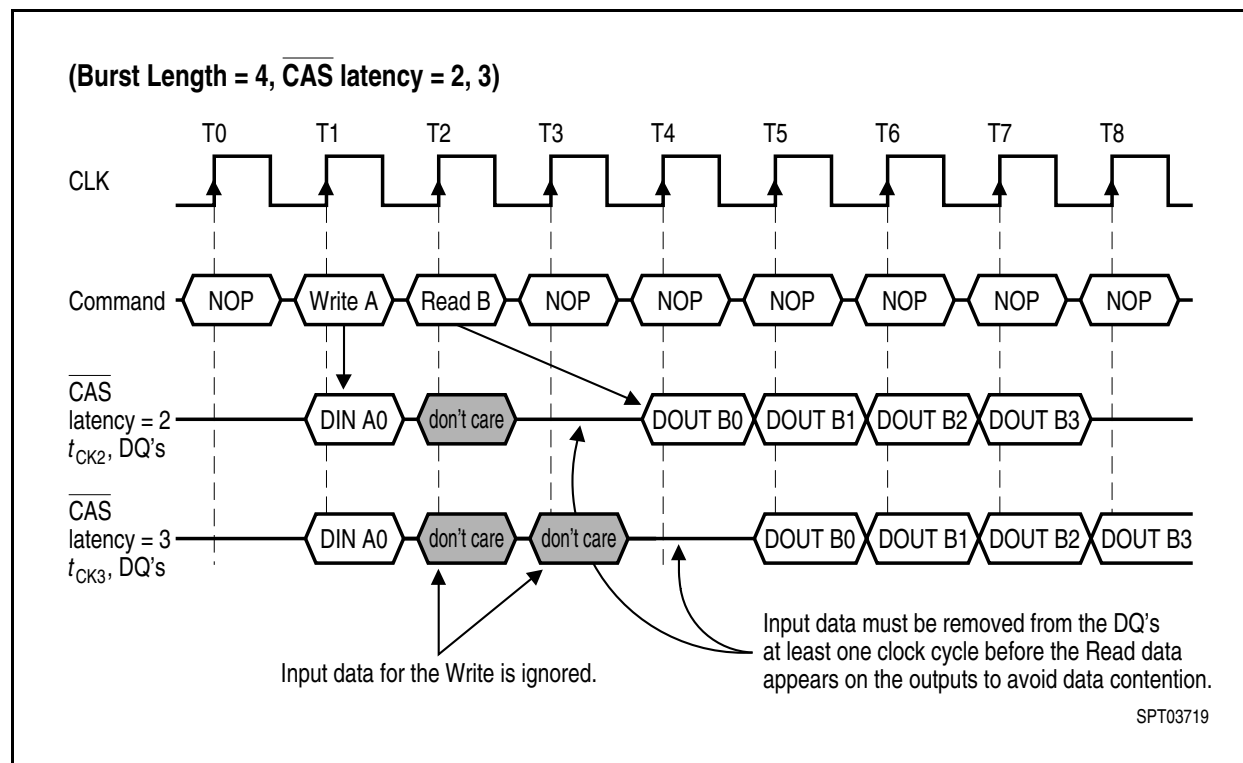 (Burst Length = 4, CAS latency = 2, 3)
T0 T1 T2 T3 T4 T5 T6 T7 T8
CLK
Command NOP Write A Read B NOP NOP NOP NOP NOP NOP
CAS
latency = 2 DIN A0 don't care DOUT B0 DOUT B1 DOUT B2 DOUT B3
tCK2, DQ's
CAS
latency = 3 DIN A0 don't care don't care DOUT B0 DOUT B1 DOUT B2 DOUT B3
tCK3, DQ's
Input data for the Write is ignored.
Input data must be removed from the DQ's
at least one clock cycle before the Read data
appears on the outputs to avoid data contention.
SPT03719